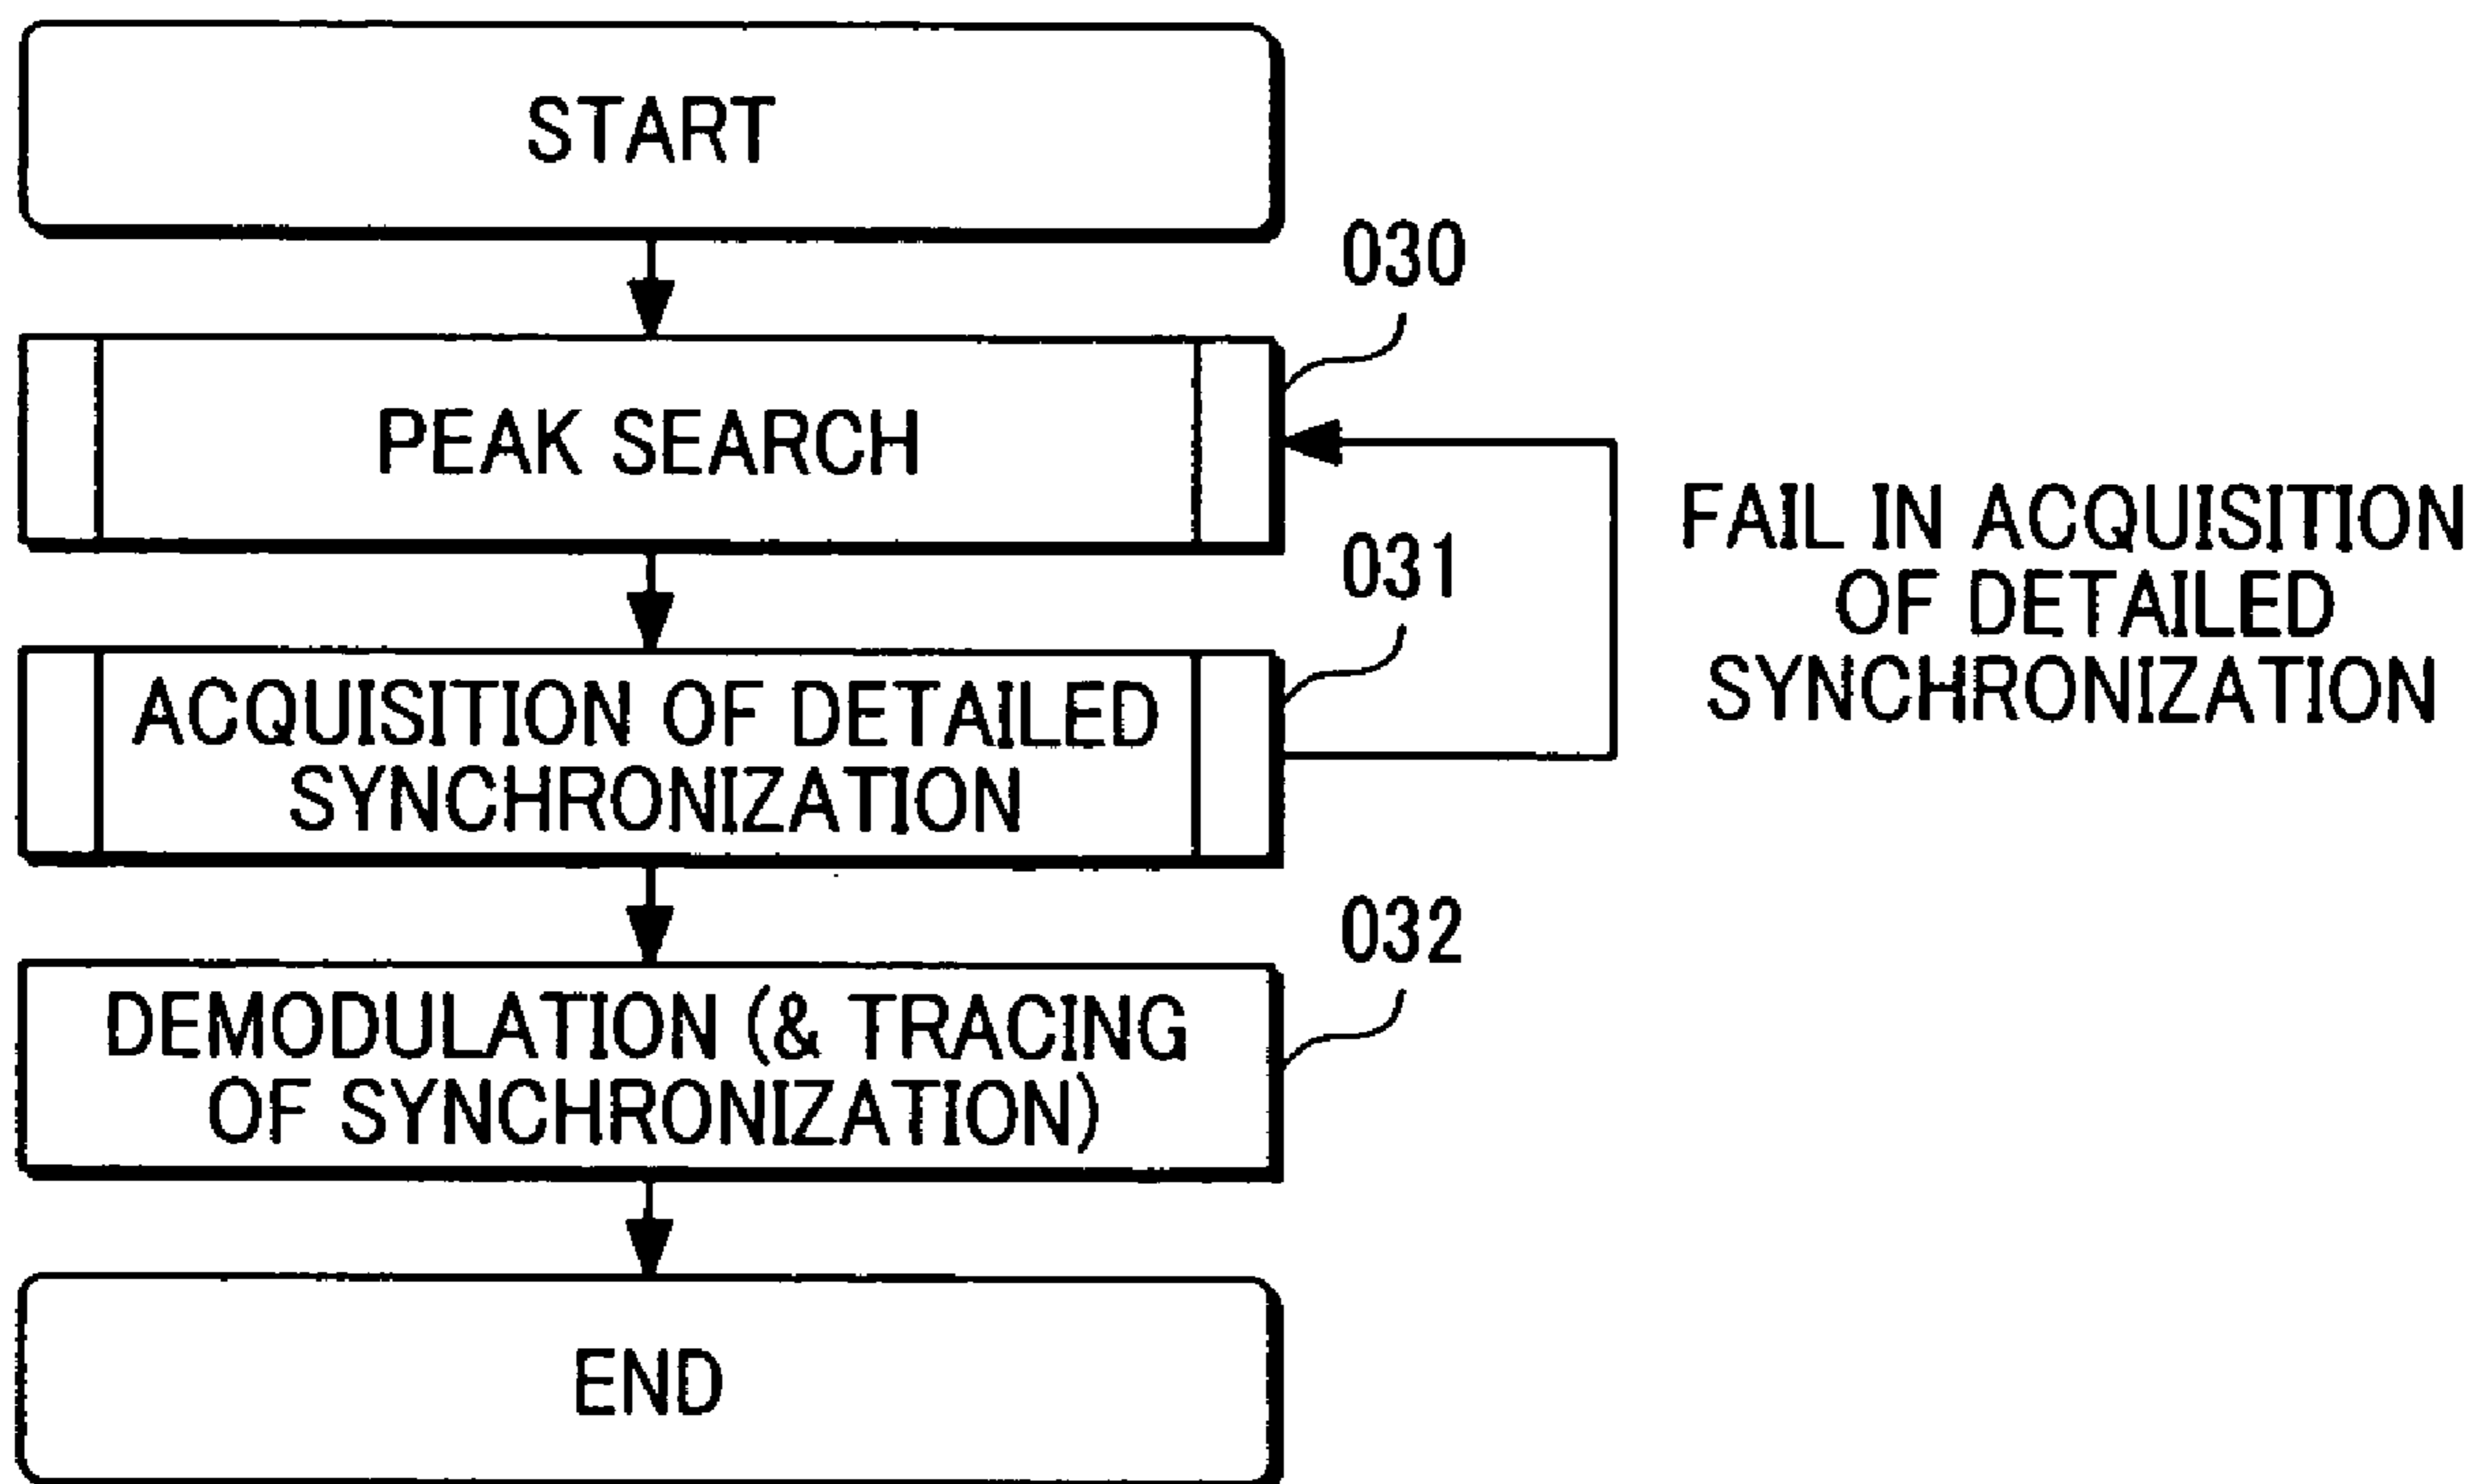 START
030
PEAK SEARCH
FAIL IN ACQUISITION
OF DETAILED
SYNCHRONIZATION
031
ACQUISITION OF DETAILED
SYNCHRONIZATION
032
DEMODULATION (& TRACING
OF SYNCHRONIZATION)
END